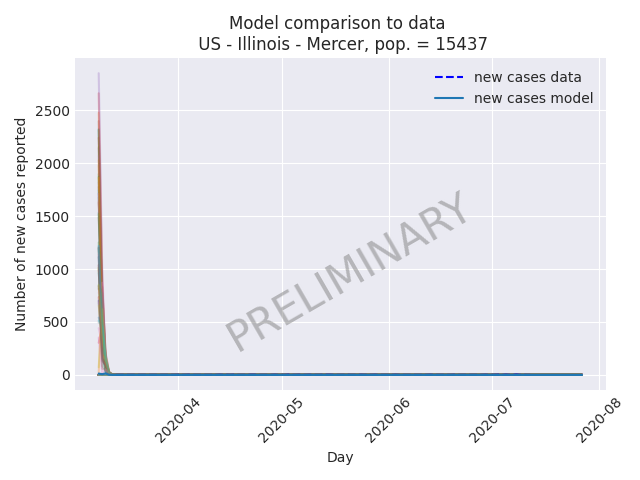 Model comparison to data
US - Illinois - Mercer, pop. = 15437
new cases data
new cases model
Number of new cases reported
2500
2000
1500
1000
500
0
PRELIMINARY
2020-04
2020-05
2020-06
2020-07
2020-08
Day